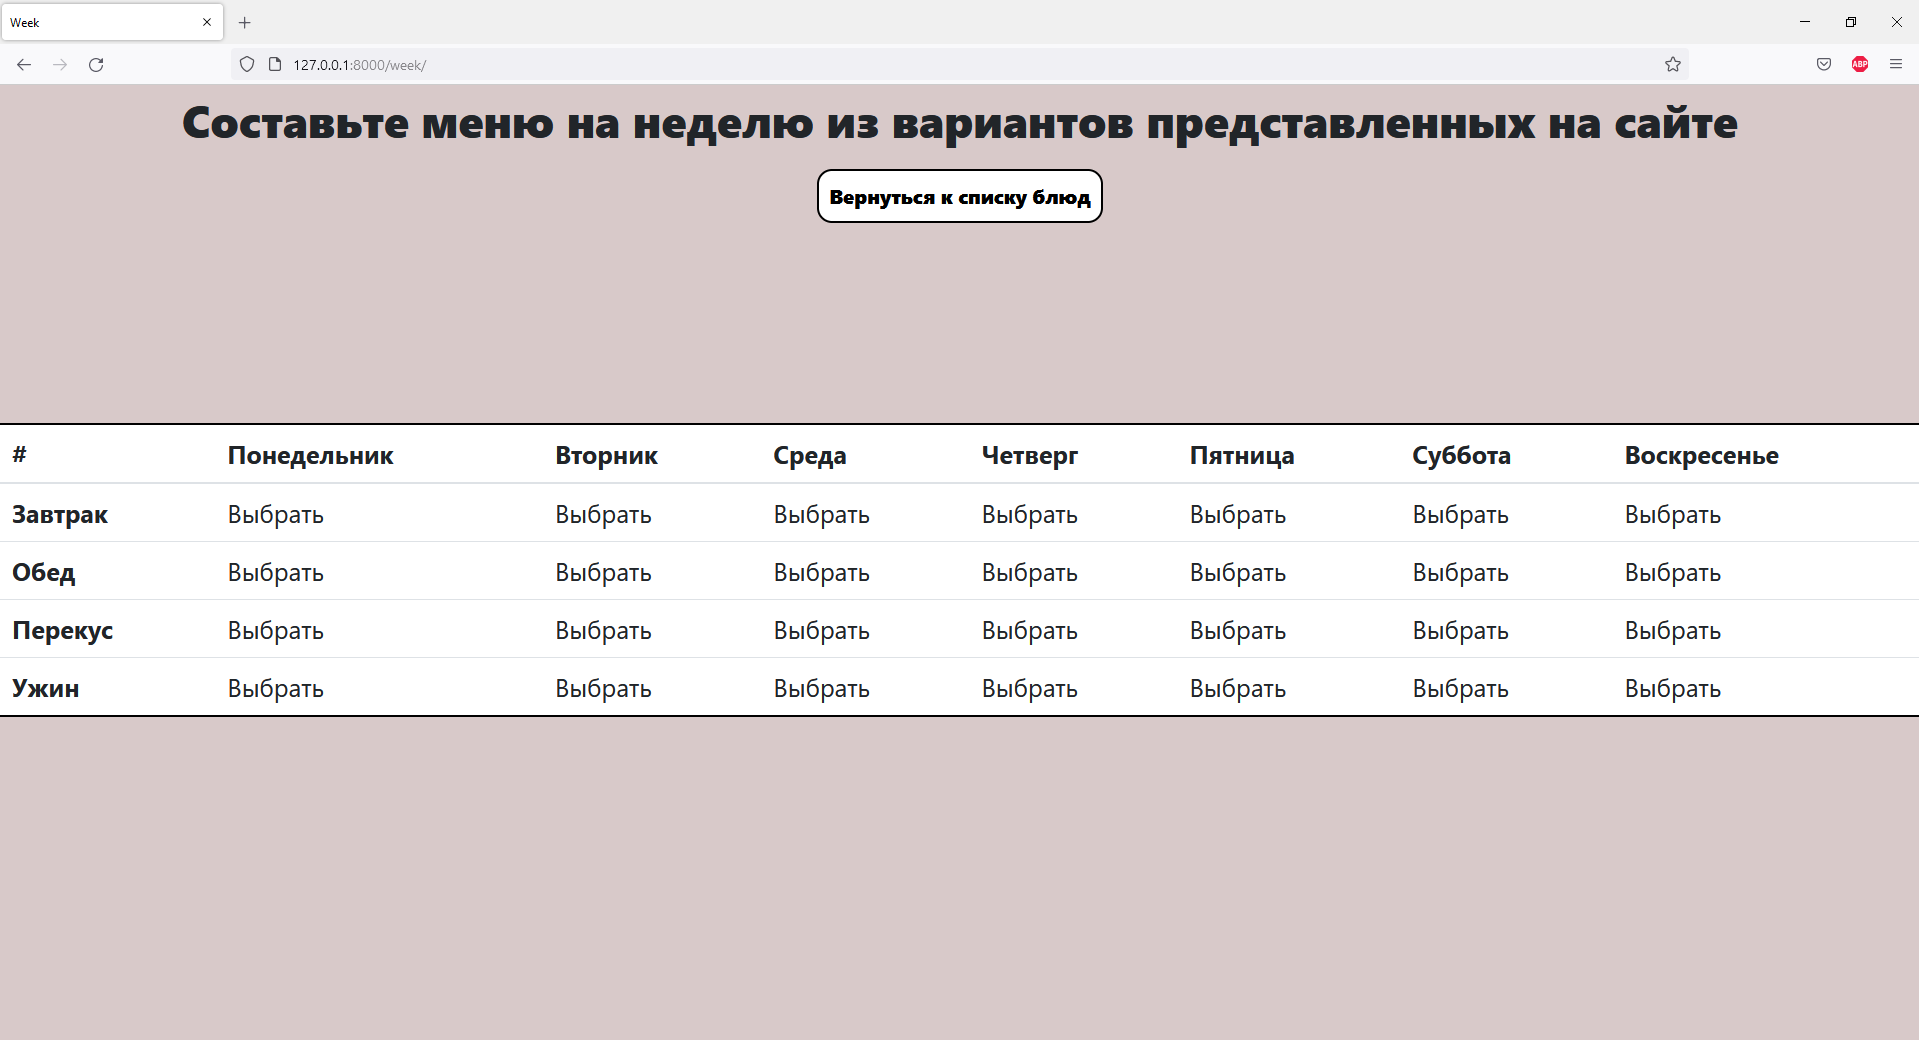 Week
127.0.0.1:8000/week/
ABP
Составьте меню на неделю из вариантов представленных на сайте
Вернуться к списку блюд
# Понедельник Вторник Среда Четверг Пятница Суббота Воскресенье
Завтрак Выбрать Выбрать Выбрать Выбрать Выбрать Выбрать Выбрать
Обед Выбрать Выбрать Выбрать Выбрать Выбрать Выбрать Выбрать
Перекус Выбрать Выбрать Выбрать Выбрать Выбрать Выбрать Выбрать
Ужин Выбрать Выбрать Выбрать Выбрать Выбрать Выбрать Выбрать